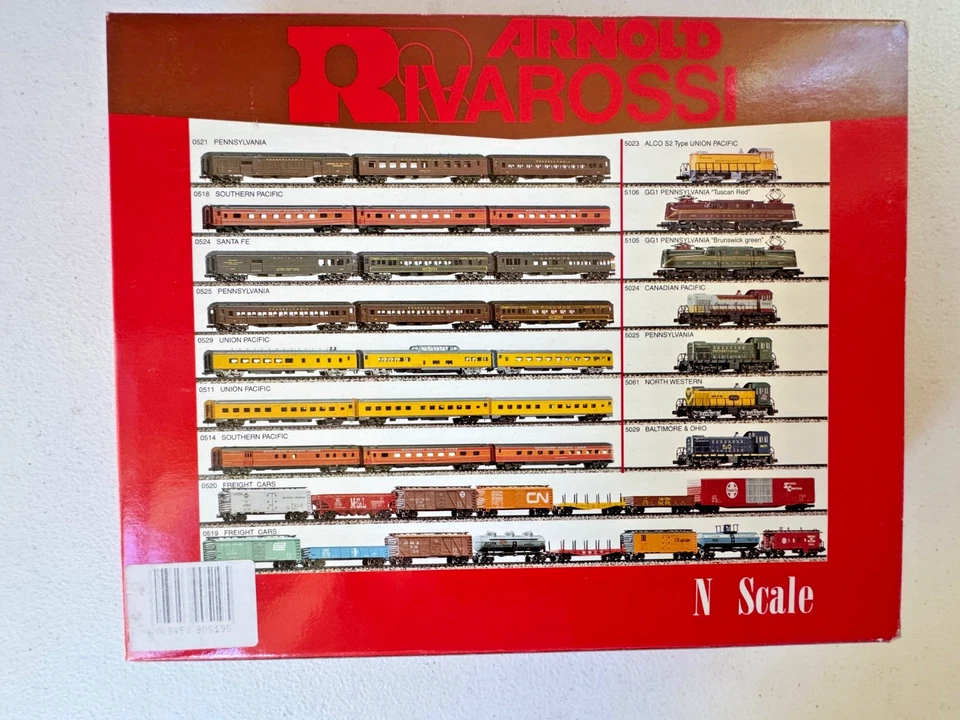 ARNOLD
RIVAROSSI
0521 PENNSYLVANIA
0518 SOUTHERN PACIFIC
0524 SANTA FE
0525 PENNSYLVANIA
0529 UNION PACIFIC
0511 UNION PACIFIC
0514 SOUTHERN PACIFIC
0520 FREIGHT CARS
CN
0519 FREIGHT CARS
5023 ALCO S2 Type UNION PACIFIC
5106 GG1 PENNSYLVANIA "Tuscan Red"
5105 GG1 PENNSYLVANIA "Brunswick green"
5024 CANADIAN PACIFIC
5025 PENNSYLVANIA
5061 NORTH WESTERN
5029 BALTIMORE & OHIO
N Scale